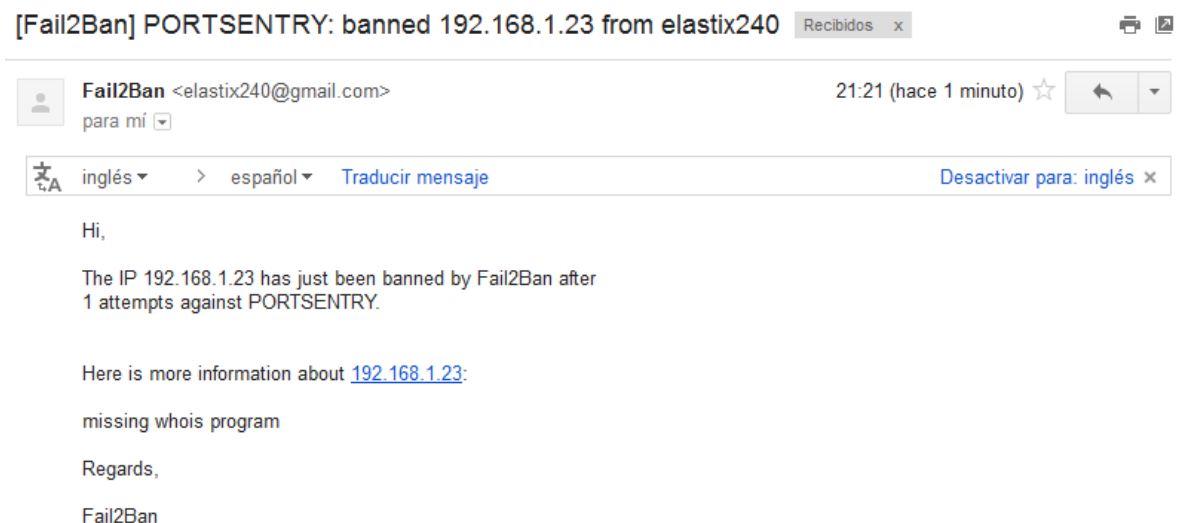 [Fail2Ban] PORTSENTRY: banned 192.168.1.23 from elastix240 Recibidos x
Fail2Ban <elastix240@gmail.com> 21:21 (hace 1 minuto)
para mí
inglés > español Traducir mensaje Desactivar para: inglés ×
Hi,
The IP 192.168.1.23 has just been banned by Fail2Ban after
1 attempts against PORTSENTRY.
Here is more information about 192.168.1.23:
missing whois program
Regards,
Fail2Ban